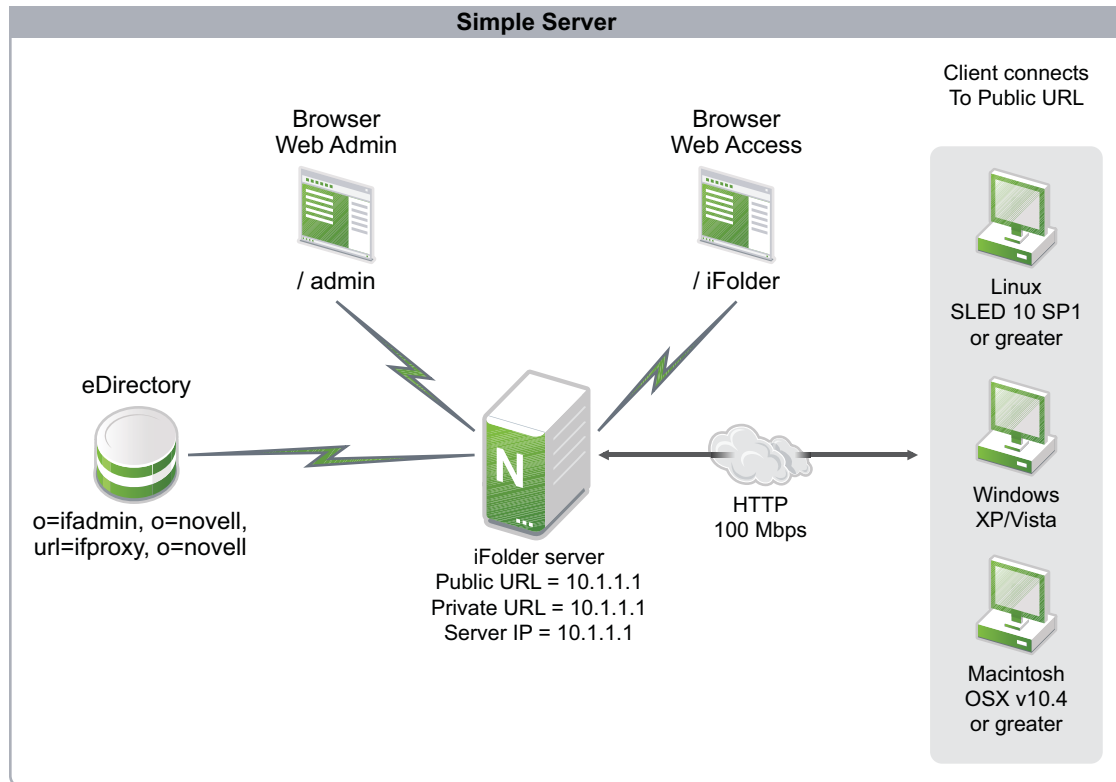 Simple Server
Client connects
To Public URL
Browser
Web Admin
/ admin
Browser
Web Access
/ iFolder
eDirectory
o=ifadmin, o=novell,
url=ifproxy, o=novell
N
iFolder server
Public URL = 10.1.1.1
Private URL = 10.1.1.1
Server IP = 10.1.1.1
HTTP
100 Mbps
Linux
SLED 10 SP1
or greater
Windows
XP/Vista
Macintosh
OSX v10.4
or greater